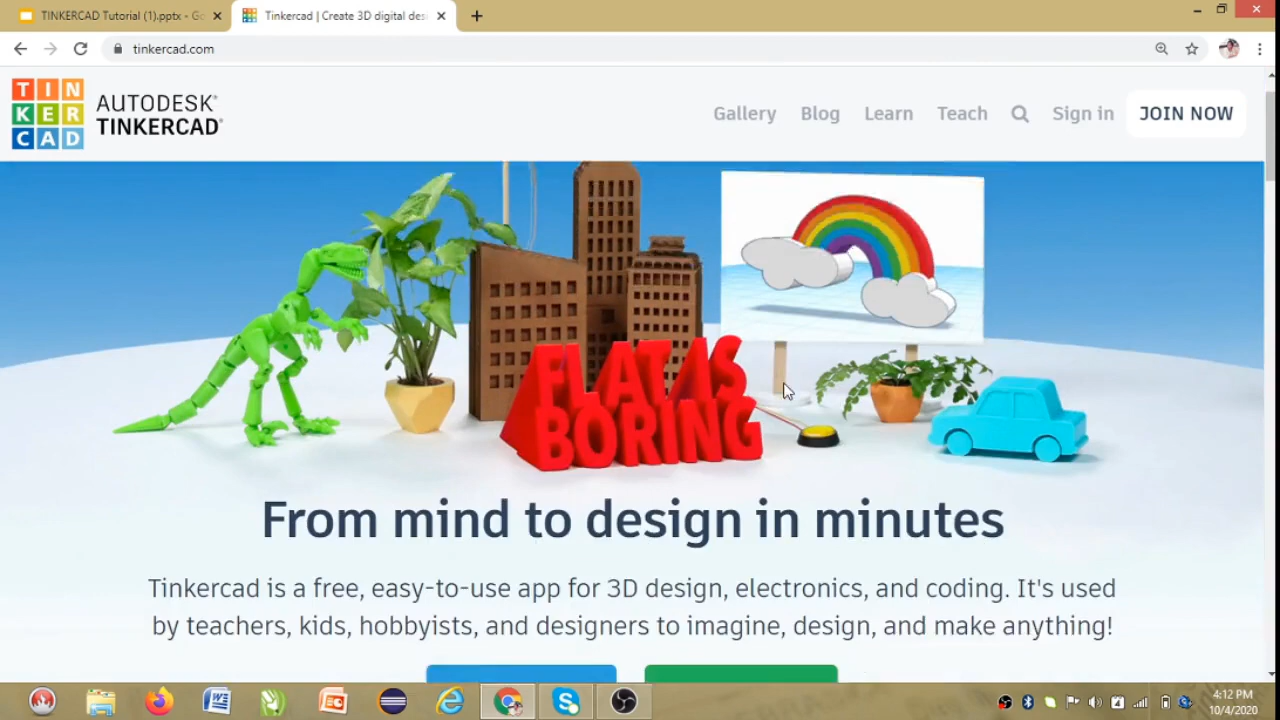 TINKERCAD Tutorial (1).pptx - Go
Tinkercad | Create 3D digital des
tinkercad.com
TIN
KER
CAD
AUTODESK®
TINKERCAD®
Gallery
Blog
Learn
Teach
Sign in
JOIN NOW
FLAT IS
BORING
From mind to design in minutes
Tinkercad is a free, easy-to-use app for 3D design, electronics, and coding. It's used
by teachers, kids, hobbyists, and designers to imagine, design, and make anything!
4:12 PM
10/4/2020